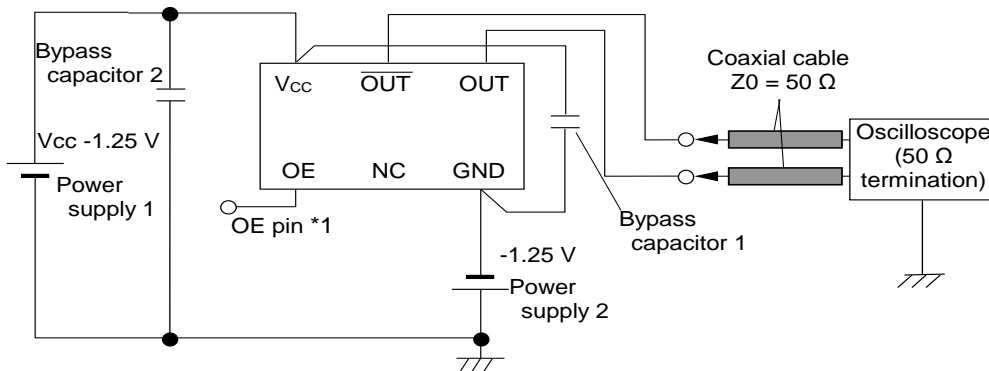 Bypass
capacitor 2
Vcc -1.25 V
Power
supply 1
VCC
OUT
OUT
OE
NC
GND
OE pin *1
-1.25 V
Power
supply 2
Bypass
capacitor 1
Coaxial cable
Z0 = 50 Ω
Oscilloscope
(50 Ω
termination)